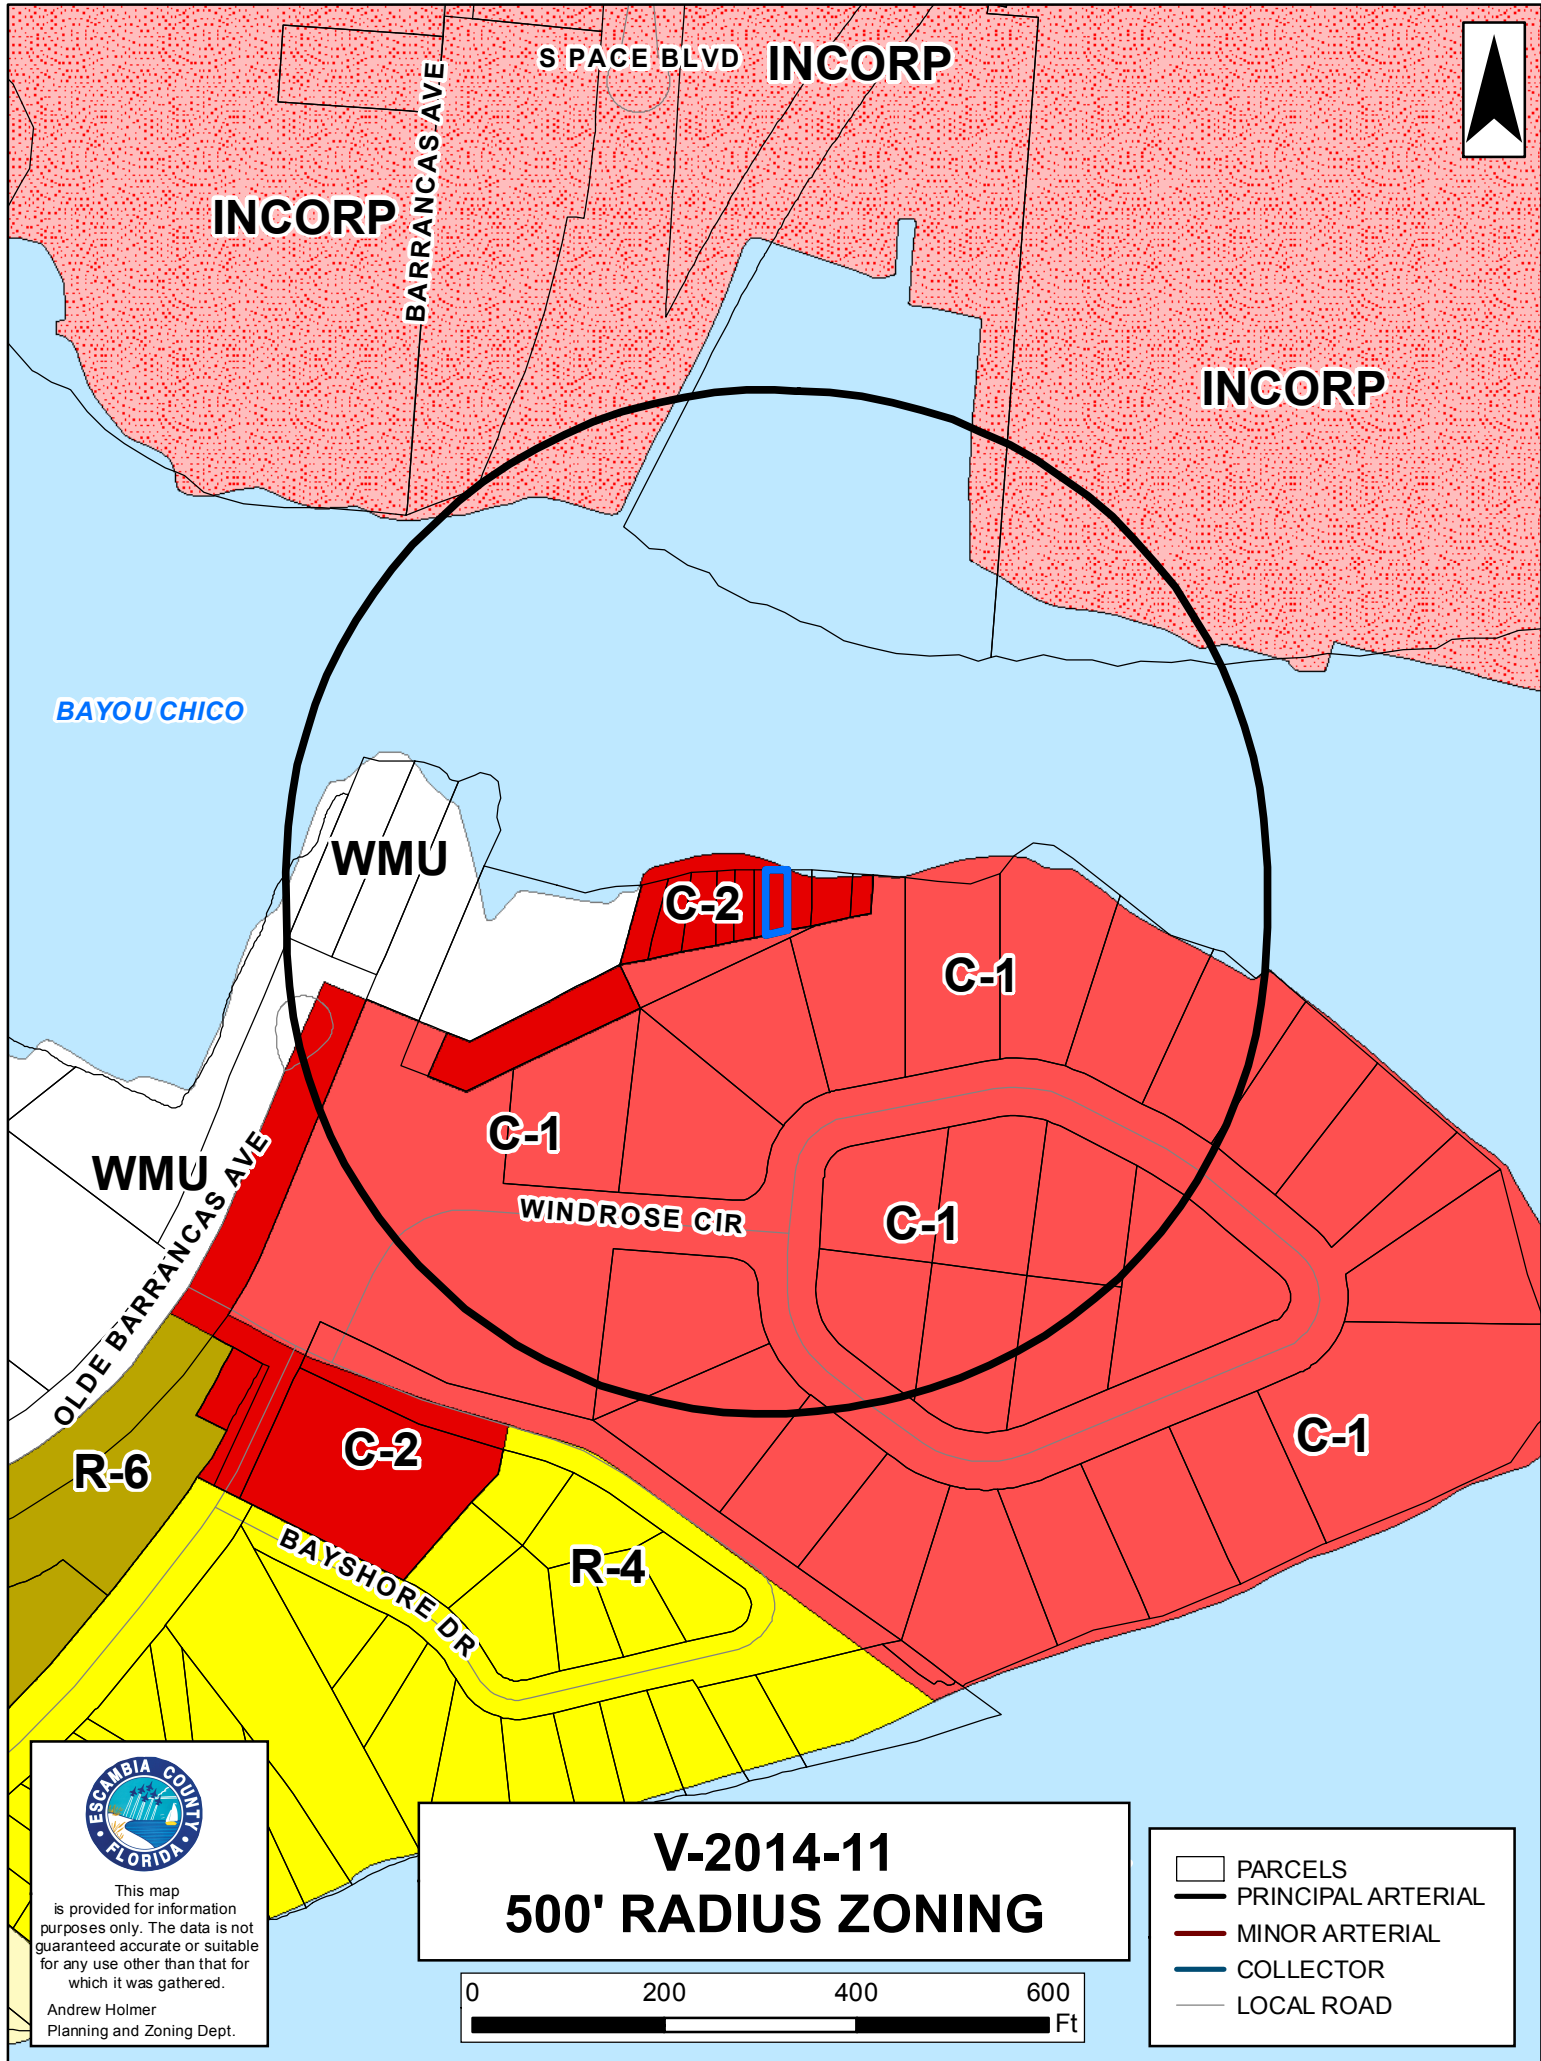 S PACE BLVD
INCORP
BARRANCAS AVE
INCORP
INCORP
BAYOU CHICO
WMU
C-2
C-1
C-1
WMU
OLDE BARRANCAS AVE
WINDROSE CIR
C-1
C-2
C-1
R-6
BAYSHORE DR
R-4
ESCAMBIA COUNTY
FLORIDA
This map
is provided for information
purposes only. The data is not
guaranteed accurate or suitable
for any use other than that for
which it was gathered.
Andrew Holmer
Planning and Zoning Dept.
V-2014-11
500' RADIUS ZONING
0 200 400 600
Ft
PARCELS
PRINCIPAL ARTERIAL
MINOR ARTERIAL
COLLECTOR
LOCAL ROAD